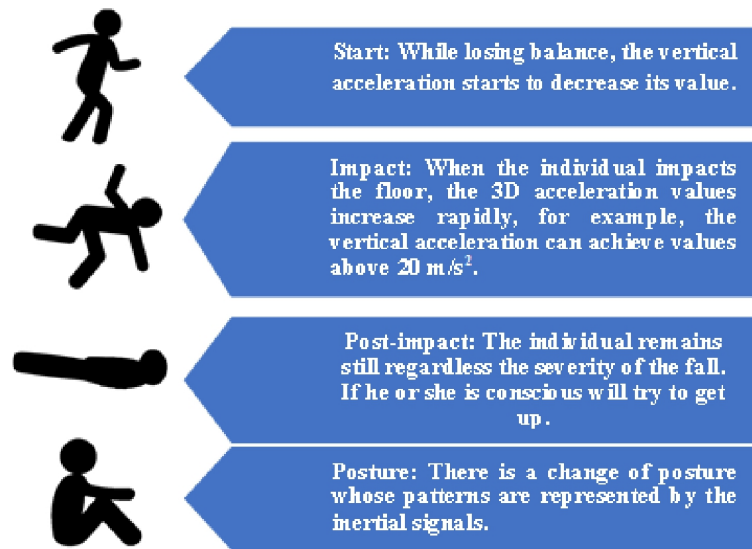 Start: While losing balance, the vertical
acceleration starts to decrease its value.
Impact: When the individual impacts
the floor, the 3D acceleration values
increase rapidly, for example, the
vertical acceleration can achieve values
above 20 m/s².
Post-impact: The individual remains
still regardless the severity of the fall.
If he or she is conscious will try to get
up.
Posture: There is a change of posture
whose patterns are represented by the
inertial signals.